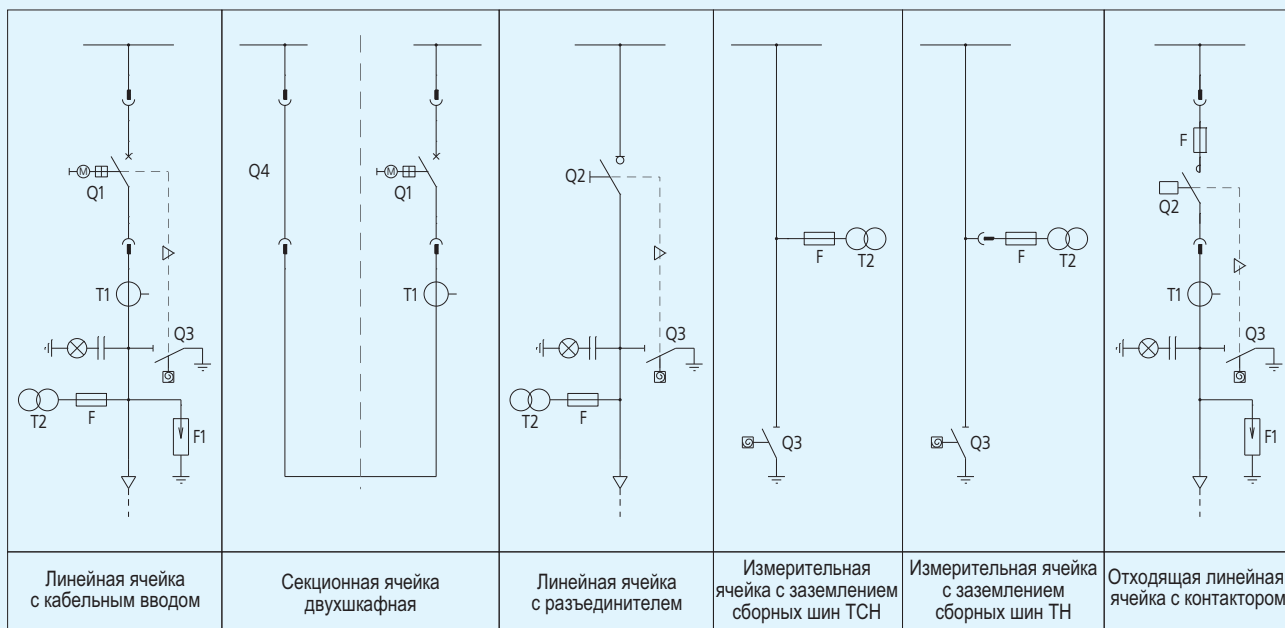 M
Q1
T1
Q3
T2
F
F1
Линейная ячейка
с кабельным вводом
Q4
M
Q1
T1
Секционная ячейка
двухшкафная
Q2
Q3
T2
F
Линейная ячейка
с разъединителем
F
T2
Q3
Измерительная
ячейка с заземлением
сборных шин ТСН
F
T2
Q3
Измерительная ячейка
с заземлением
сборных шин ТН
F
Q2
T1
Q3
F1
Отходящая линейная
ячейка с контактором